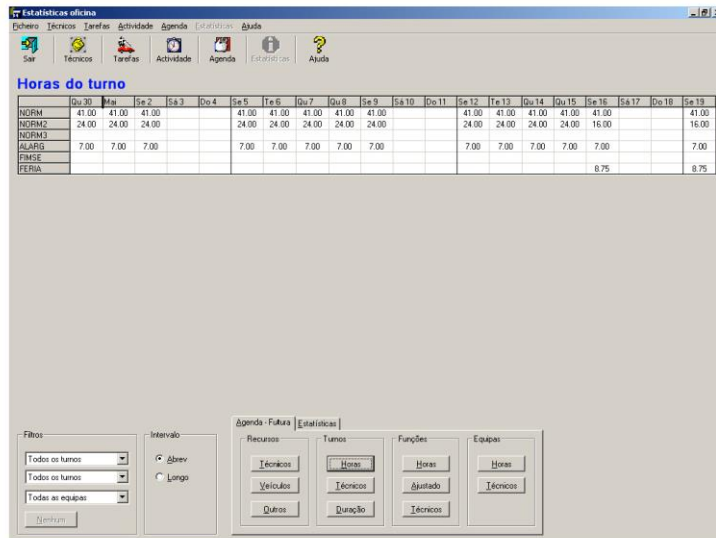 Estatísticas oficina
Ficheiro Técnicos Tarefas Actividade Agenda Estatísticas Ajuda
Sair Técnicos Tarefas Actividade Agenda Estatísticas Ajuda
Horas do turno
Qu 30 Mai Se 2 Sá 3 Do 4 Se 5 Te 6 Qu 7 Qu 8 Se 9 Sá 10 Do 11 Se 12 Te 13 Qu 14 Qu 15 Se 16 Sá 17 Do 18 Se 19
NORM 41.00 41.00 41.00 41.00 41.00 41.00 41.00 41.00 41.00 41.00 41.00 41.00 41.00 41.00
NORM2 24.00 24.00 24.00 24.00 24.00 24.00 24.00 24.00 24.00 24.00 24.00 24.00 16.00 16.00
NORM3
ALARG 7.00 7.00 7.00 7.00 7.00 7.00 7.00 7.00 7.00 7.00 7.00 7.00 7.00 7.00
FIMSE
FERIA 8.75 8.75
Agenda - Futura Estatísticas
Filtros Intervalo Recursos Turnos Funções Equipas
Todos os turnos Abrev Técnicos Horas Horas Horas
Todos os turnos Longo Veículos Técnicos Ajustado Técnicos
Todas as equipas Outros Duração Técnicos
Nenhum